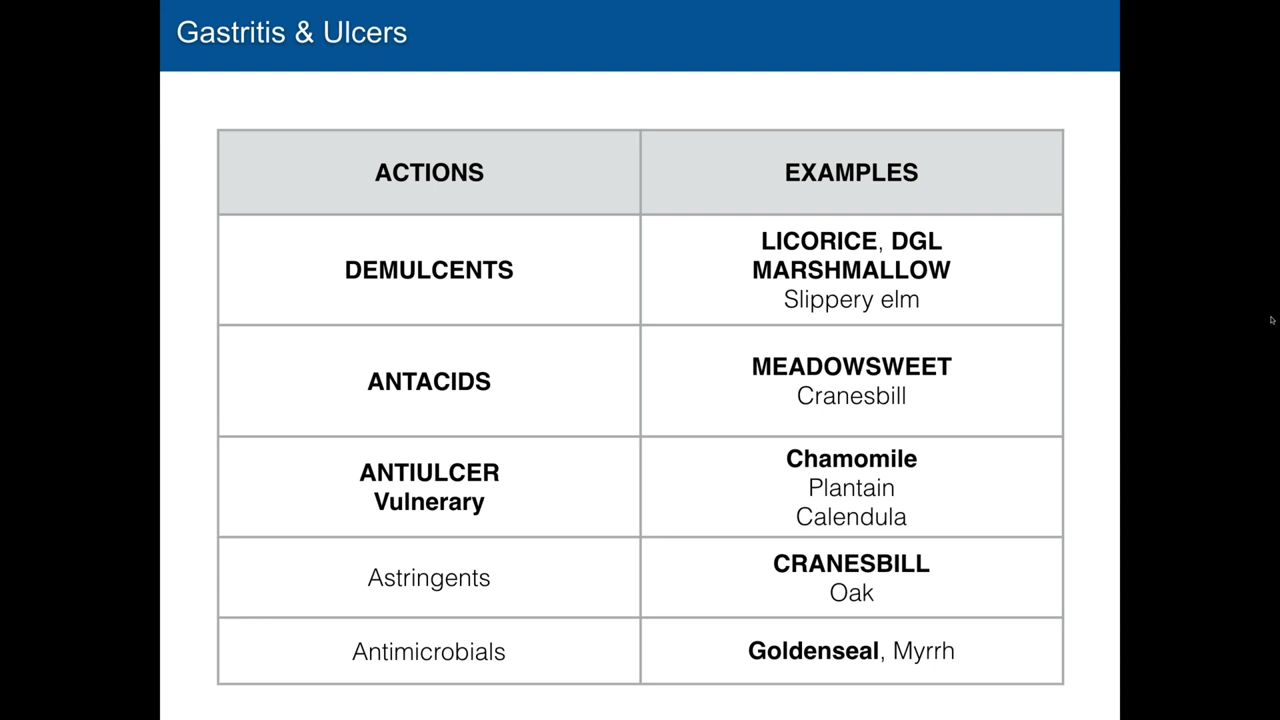 Gastritis & Ulcers
ACTIONS
EXAMPLES
DEMULCENTS
LICORICE, DGL
MARSHMALLOW
Slippery elm
ANTACIDS
MEADOWSWEET
Cranesbill
ANTIULCER
Vulnerary
Chamomile
Plantain
Calendula
Astringents
CRANESBILL
Oak
Antimicrobials
Goldenseal, Myrrh